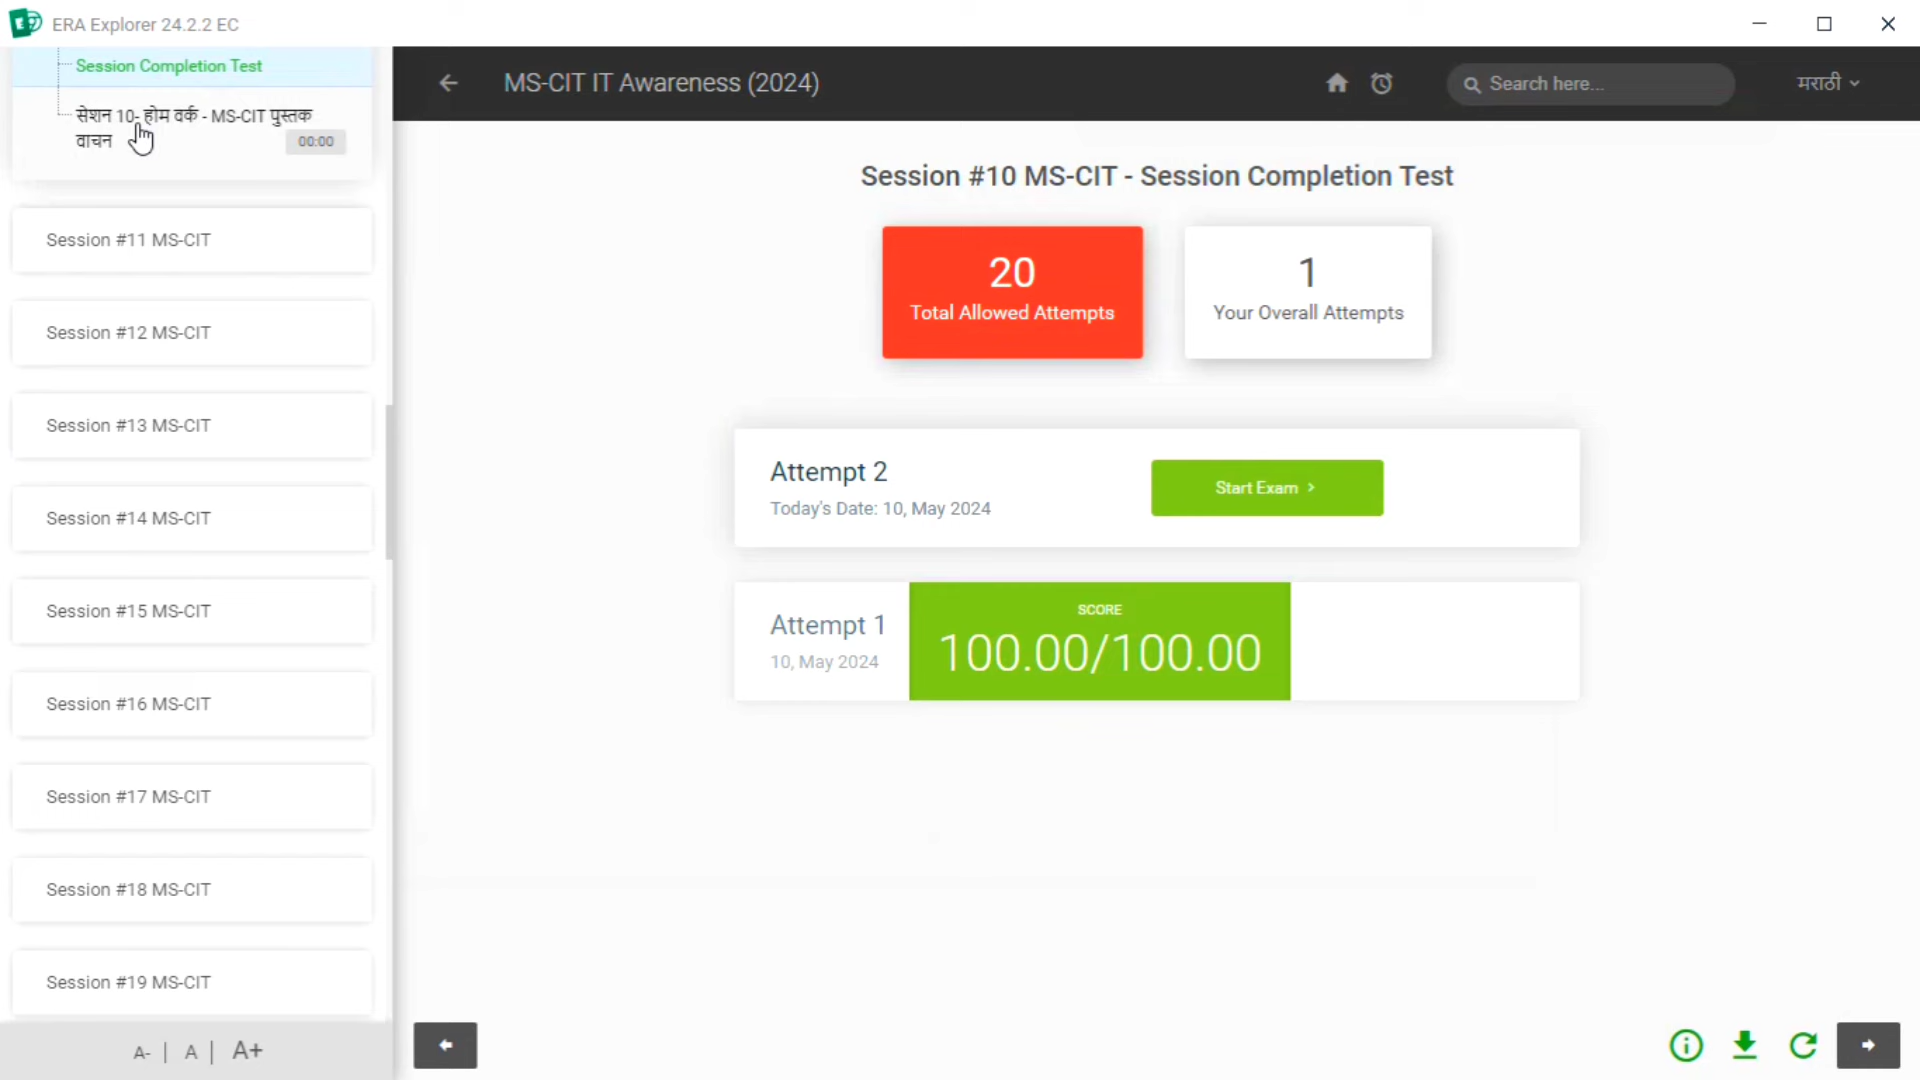 ERA Explorer 24.2.2 EC
Session Completion Test
सेशन 10- होम वर्क - MS-CIT पुस्तक
वाचन
00:00
Session #11 MS-CIT
Session #12 MS-CIT
Session #13 MS-CIT
Session #14 MS-CIT
Session #15 MS-CIT
Session #16 MS-CIT
Session #17 MS-CIT
Session #18 MS-CIT
Session #19 MS-CIT
A- | A | A+
MS-CIT IT Awareness (2024)
Search here...
मराठी
Session #10 MS-CIT - Session Completion Test
20
Total Allowed Attempts
1
Your Overall Attempts
Attempt 2
Today's Date: 10, May 2024
Start Exam >
Attempt 1
10, May 2024
SCORE
100.00/100.00